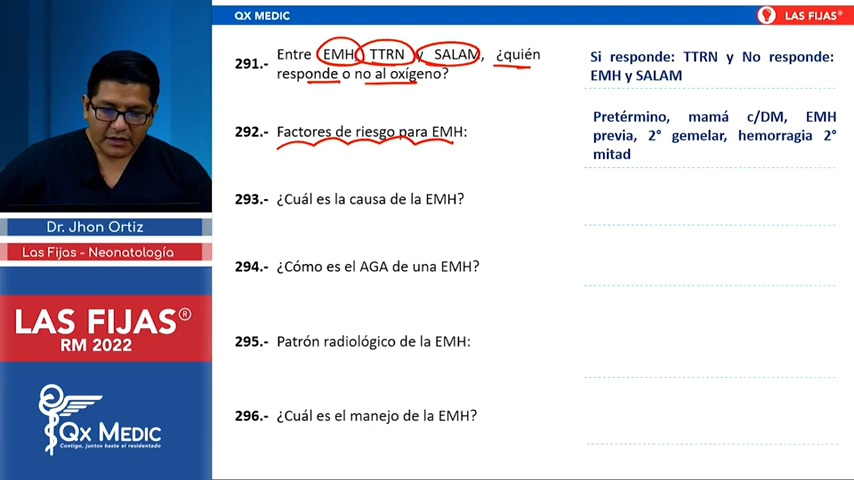 QX MEDIC
LAS FIJAS®
291.- Entre EMH, TTRN y SALAM, ¿quién
responde o no al oxígeno?
Si responde: TTRN y No responde:
EMH y SALAM
292.- Factores de riesgo para EMH:
Pretérmino, mamá c/DM, EMH
previa, 2° gemelar, hemorragia 2°
mitad
293.- ¿Cuál es la causa de la EMH?
294.- ¿Cómo es el AGA de una EMH?
295.- Patrón radiológico de la EMH:
296.- ¿Cuál es el manejo de la EMH?
Dr. Jhon Ortiz
Las Fijas - Neonatología
LAS FIJAS®
RM 2022
QX MEDIC
Contigo, juntos hasta el residentado